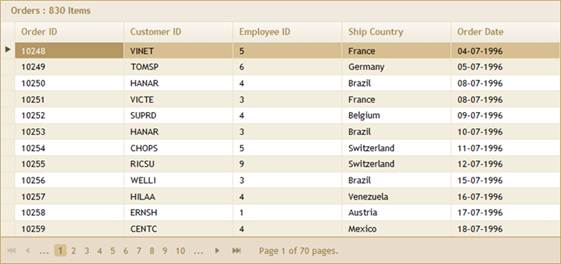 Orders : 830 Items
Order ID Customer ID Employee ID Ship Country Order Date
10248 VINET 5 France 04-07-1996
10249 TOMSP 6 Germany 05-07-1996
10250 HANAR 4 Brazil 08-07-1996
10251 VICTE 3 France 08-07-1996
10252 SUPRD 4 Belgium 09-07-1996
10253 HANAR 3 Brazil 10-07-1996
10254 CHOPS 5 Switzerland 11-07-1996
10255 RICSU 9 Switzerland 12-07-1996
10256 WELLI 3 Brazil 15-07-1996
10257 HILAA 4 Venezuela 16-07-1996
10258 ERNSH 1 Austria 17-07-1996
10259 CENTC 4 Mexico 18-07-1996
... 1 2 3 4 5 6 7 8 9 10 ... Page 1 of 70 pages.